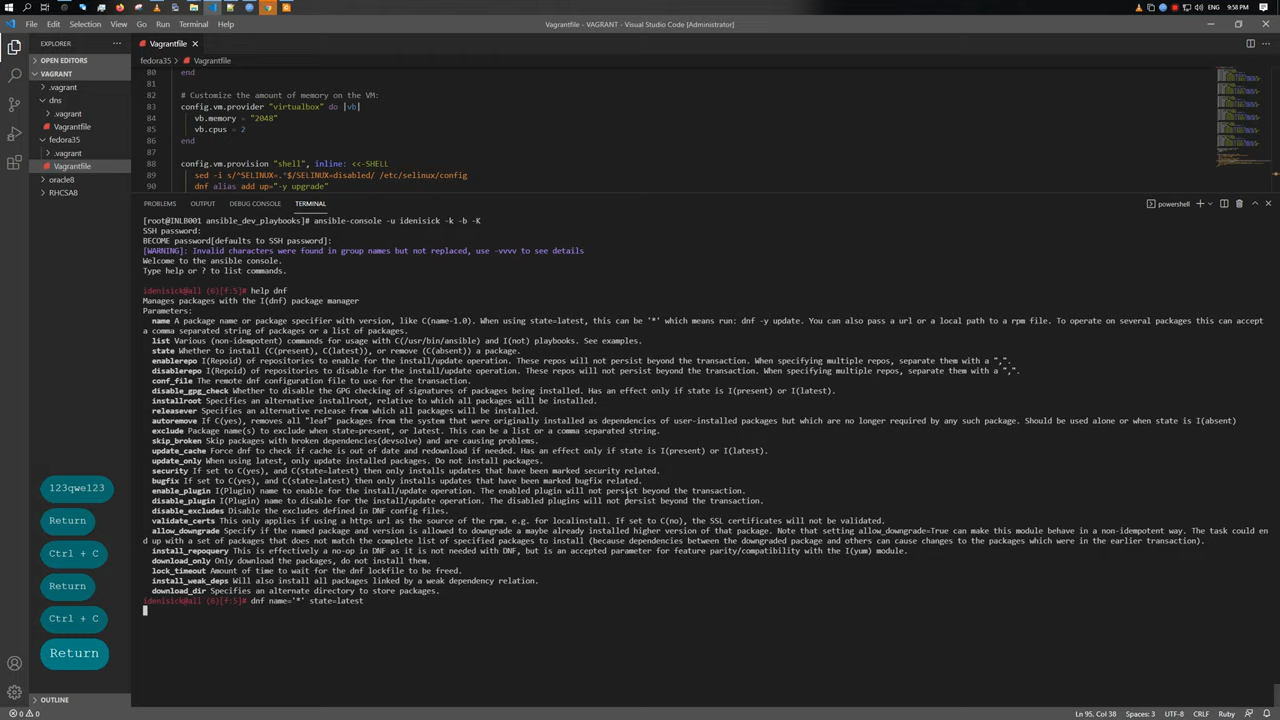 ENG 9:58 PM
File Edit Selection View Go Run Terminal Help
Vagrantfile - VAGRANT - Visual Studio Code [Administrator]
EXPLORER
OPEN EDITORS
VAGRANT
.vagrant
dns
.vagrant
Vagrantfile
fedora35
.vagrant
Vagrantfile
oracle8
RHCSA8
Vagrantfile
fedora35 > Vagrantfile
80 end
81
82 # Customize the amount of memory on the VM:
83 config.vm.provider "virtualbox" do |vb|
84 vb.memory = "2048"
85 vb.cpus = 2
86 end
87
88 config.vm.provision "shell", inline: <<-SHELL
89 sed -i s/^SELINUX=.*$/SELINUX=disabled/ /etc/selinux/config
90 dnf alias add up="-y upgrade"
PROBLEMS OUTPUT DEBUG CONSOLE TERMINAL
powershell
[root@INLB001 ansible_dev_playbooks]# ansible-console -u idenisick -k -b -K
SSH password:
BECOME password[defaults to SSH password]:
[WARNING]: Invalid characters were found in group names but not replaced, use -vvvv to see details
Welcome to the ansible console.
Type help or ? to list commands.
idenisick@all (6)[f:5]# help dnf
Manages packages with the I(dnf) package manager
Parameters:
name A package name or package specifier with version, like C(name-1.0). When using state=latest, this can be '*' which means run: dnf -y update. You can also pass a url or a local path to a rpm file. To operate on several packages this can accept
a comma separated string of packages or a list of packages.
list Various (non-idempotent) commands for usage with C(/usr/bin/ansible) and I(not) playbooks. See examples.
state Whether to install (C(present), C(latest)), or remove (C(absent)) a package.
enablerepo I(Repoid) of repositories to enable for the install/update operation. These repos will not persist beyond the transaction. When specifying multiple repos, separate them with a ",".
disablerepo I(Repoid) of repositories to disable for the install/update operation. These repos will not persist beyond the transaction. When specifying multiple repos, separate them with a ",".
conf_file The remote dnf configuration file to use for the transaction.
disable_gpg_check Whether to disable the GPG checking of signatures of packages being installed. Has an effect only if state is I(present) or I(latest).
installroot Specifies an alternative installroot, relative to which all packages will be installed.
releasever Specifies an alternative release from which all packages will be installed.
autoremove If C(yes), removes all "leaf" packages from the system that were originally installed as dependencies of user-installed packages but which are no longer required by any such package. Should be used alone or when state is I(absent)
exclude Package name(s) to exclude when state=present, or latest. This can be a list or a comma separated string.
skip_broken Skip packages with broken dependencies(devsolve) and are causing problems.
update_cache Force dnf to check if cache is out of date and redownload if needed. Has an effect only if state is I(present) or I(latest).
update_only When using latest, only update installed packages. Do not install packages.
security If set to C(yes), and C(state=latest) then only installs updates that have been marked security related.
bugfix If set to C(yes), and C(state=latest) then only installs updates that have been marked bugfix related.
enable_plugin I(Plugin) name to enable for the install/update operation. The enabled plugin will not persist beyond the transaction.
disable_plugin I(Plugin) name to disable for the install/update operation. The disabled plugins will not persist beyond the transaction.
disable_excludes Disable the excludes defined in DNF config files.
validate_certs This only applies if using a https url as the source of the rpm. e.g. for localinstall. If set to C(no), the SSL certificates will not be validated.
allow_downgrade Specify if the named package and version is allowed to downgrade a maybe already installed higher version of that package. Note that setting allow_downgrade=True can make this module behave in a non-idempotent way. The task could en
d up with a set of packages that does not match the complete list of specified packages to install (because dependencies between the downgraded package and others can cause changes to the packages which were in the earlier transaction).
install_repoquery This is effectively a no-op in DNF as it is not needed with DNF, but is an accepted parameter for feature parity/compatibility with the I(yum) module.
download_only Only download the packages, do not install them.
lock_timeout Amount of time to wait for the dnf lockfile to be freed.
install_weak_deps Will also install all packages linked by a weak dependency relation.
download_dir Specifies an alternate directory to store packages.
idenisick@all (6)[f:5]# dnf name='*' state=latest
123qwe123
Return
Ctrl + C
Return
Ctrl + C
Return
OUTLINE
0 0
Ln 95, Col 38 Spaces: 3 UTF-8 CRLF Ruby